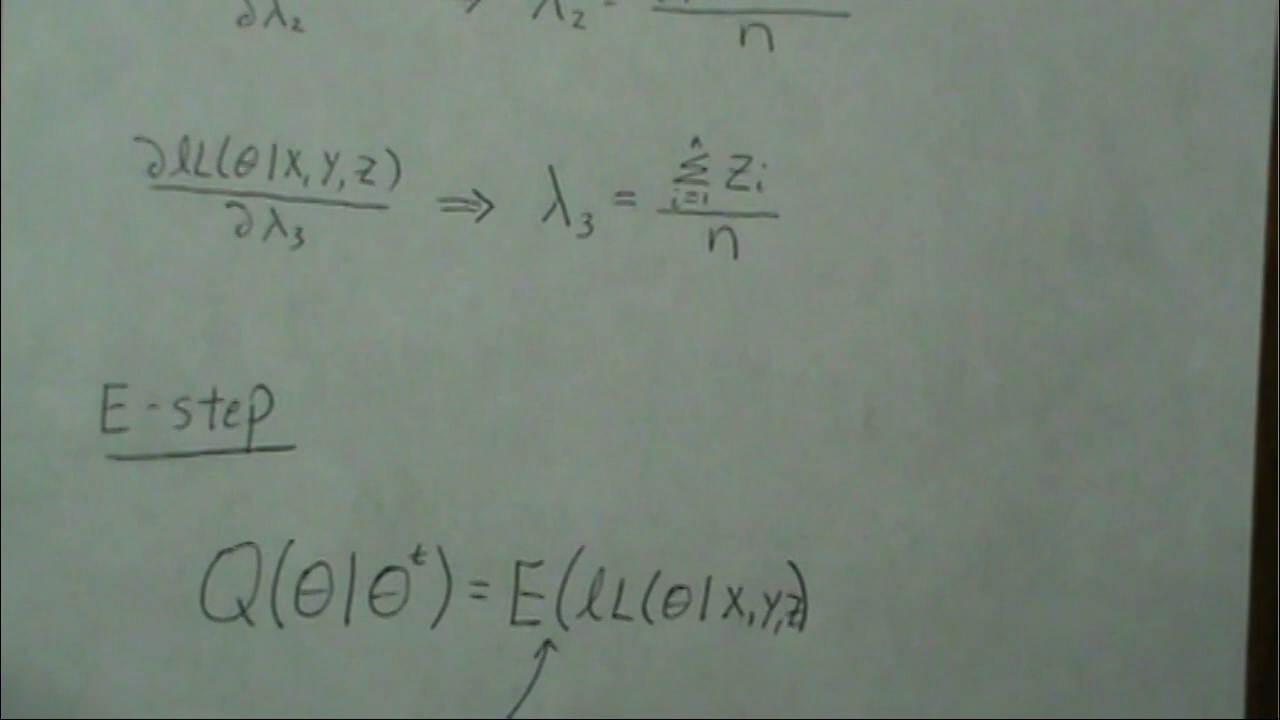 ∂λ₂ ⇒ λ₂ = n
∂lL(θ|x,y,z) / ∂λ₃ ⇒ λ₃ = Σᵢ₌₁ⁿ zᵢ / n
E-step
Q(θ|θᵗ) = E(lL(θ|x,y,z)